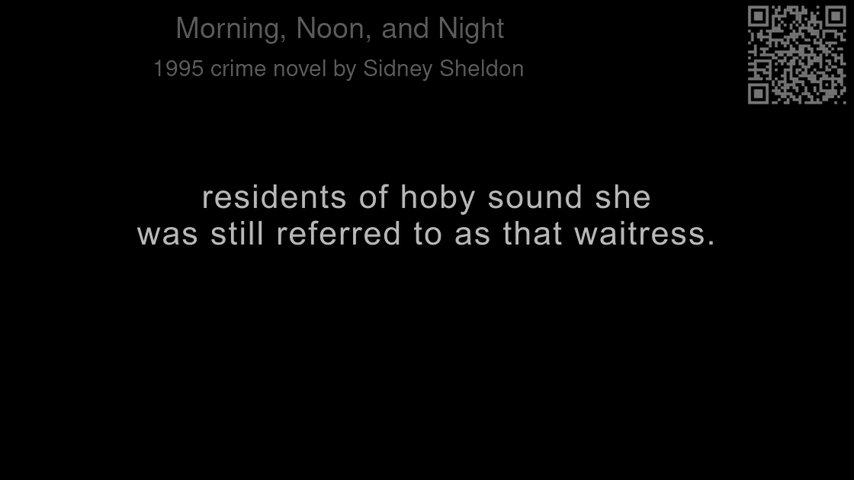 Morning, Noon, and Night
1995 crime novel by Sidney Sheldon
residents of hoby sound she
was still referred to as that waitress.